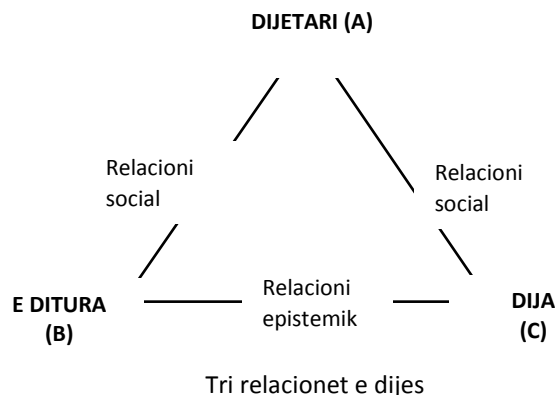 DIJETARI (A)
Relacioni
social
Relacioni
social
E DITURA
(B)
Relacioni
epistemik
DIJA
(C)
Tri relacionet e dijes